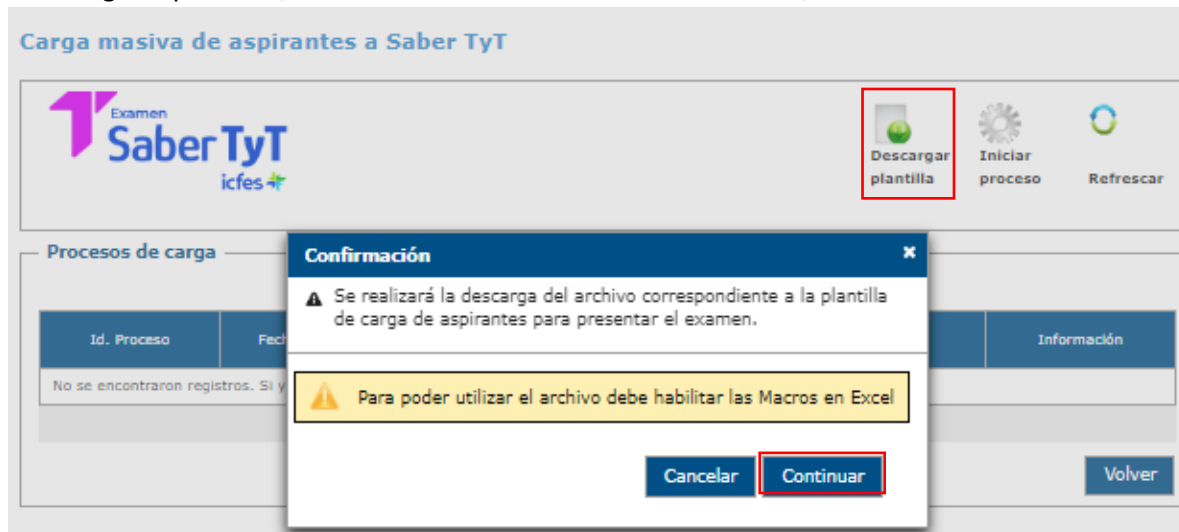 Carga masiva de aspirantes a Saber TyT
Examen
Saber TyT
icfes
Descargar
plantilla
Iniciar
proceso
Refrescar
Procesos de carga
Confirmación
Se realizará la descarga del archivo correspondiente a la plantilla
de carga de aspirantes para presentar el examen.
Id. Proceso
Información
No se encontraron registros. Si
Para poder utilizar el archivo debe habilitar las Macros en Excel
Cancelar
Continuar
Volver